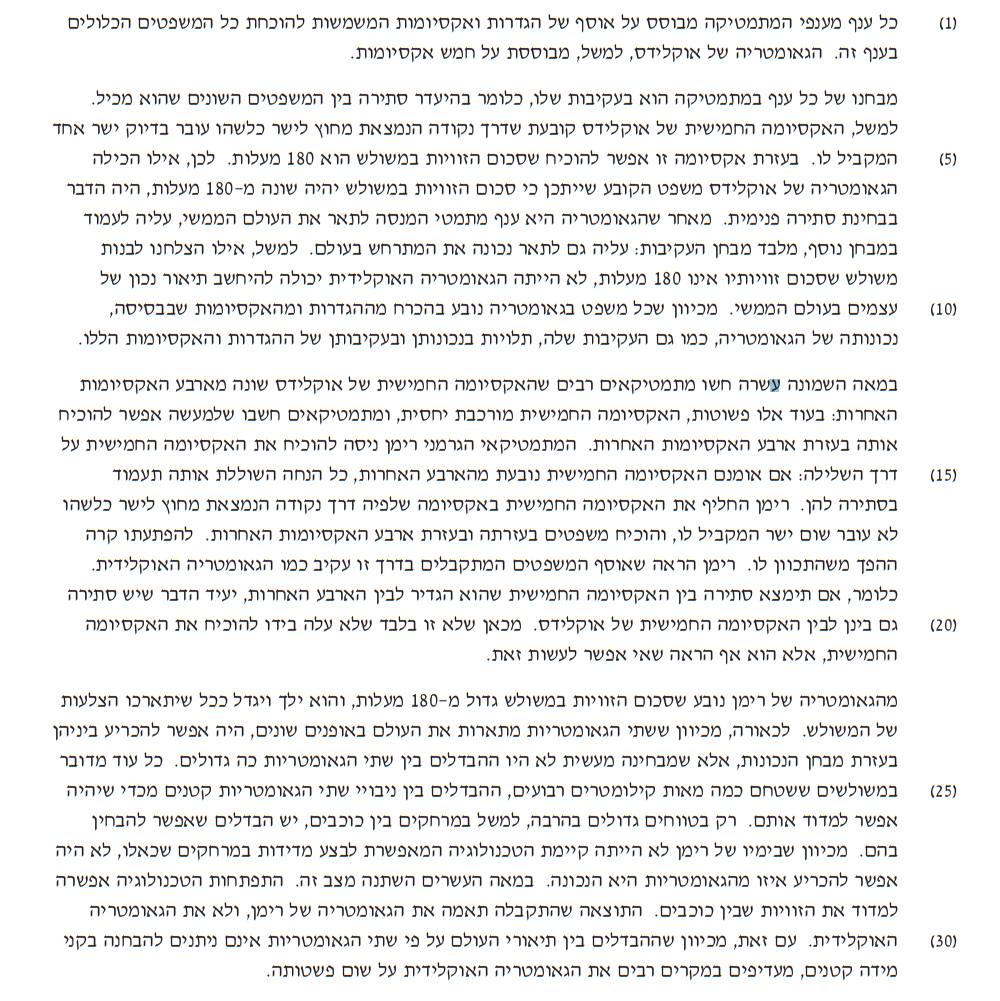 (1) כל ענף מענפי המתמטיקה מבוסס על אוסף של הגדרות ואקסיומות המשמשות להוכחת כל המשפטים הכלולים
בענף זה. הגאומטריה של אוקלידס, למשל, מבוססת על חמש אקסיומות.
מבחנו של כל ענף במתמטיקה הוא בעקיבות שלו, כלומר בהיעדר סתירה בין המשפטים השונים שהוא מכיל.
למשל, האקסיומה החמישית של אוקלידס קובעת שדרך נקודה הנמצאת מחוץ לישר כלשהו עובר בדיוק ישר אחד
(5) המקביל לו. בעזרת אקסיומה זו אפשר להוכיח שסכום הזוויות במשולש הוא 180 מעלות. לכן, אילו הכילה
הגאומטריה של אוקלידס משפט הקובע שייתכן כי סכום הזוויות במשולש יהיה שונה מ-180 מעלות, היה הדבר
בבחינת סתירה פנימית. מאחר שהגאומטריה היא ענף מתמטי המנסה לתאר את העולם הממשי, עליה לעמוד
במבחן נוסף, מלבד מבחן העקיבות: עליה גם לתאר נכונה את המתרחש בעולם. למשל, אילו הצלחנו לבנות
משולש שסכום זוויותיו אינו 180 מעלות, לא הייתה הגאומטריה האוקלידית יכולה להיחשב תיאור נכון של
(10) עצמים בעולם הממשי. מכיוון שכל משפט בגאומטריה נובע בהכרח מההגדרות ומהאקסיומות שבבסיסה,
נכונותה של הגאומטריה, כמו גם העקיבות שלה, תלויות בנכונותן ובעקיבותן של ההגדרות והאקסיומות הללו.
במאה השמונה עשרה חשו מתמטיקאים רבים שהאקסיומה החמישית של אוקלידס שונה מארבע האקסיומות
האחרות: בעוד אלו פשוטות, האקסיומה החמישית מורכבת יחסית, ומתמטיקאים חשבו שלמעשה אפשר להוכיח
אותה בעזרת ארבע האקסיומות האחרות. המתמטיקאי הגרמני רימן ניסה להוכיח את האקסיומה החמישית על
(15) דרך השלילה: אם אומנם האקסיומה החמישית נובעת מהארבע האחרות, כל הנחה השוללת אותה תעמוד
בסתירה להן. רימן החליף את האקסיומה החמישית באקסיומה שלפיה דרך נקודה הנמצאת מחוץ לישר כלשהו
לא עובר שום ישר המקביל לו, והוכיח משפטים בעזרתה ובעזרת ארבע האקסיומות האחרות. להפתעתו קרה
ההפך משהתכוון לו. רימן הראה שאוסף המשפטים המתקבלים בדרך זו עקיב כמו הגאומטריה האוקלידית.
כלומר, אם תימצא סתירה בין האקסיומה החמישית שהוא הגדיר לבין הארבע האחרות, יעיד הדבר שיש סתירה
(20) גם בינן לבין האקסיומה החמישית של אוקלידס. מכאן שלא זו בלבד שלא עלה בידו להוכיח את האקסיומה
החמישית, אלא הוא אף הראה שאי אפשר לעשות זאת.
מהגאומטריה של רימן נובע שסכום הזוויות במשולש גדול מ-180 מעלות, והוא ילך ויגדל ככל שיתארכו הצלעות
של המשולש. לכאורה, מכיוון ששתי הגאומטריות מתארות את העולם באופנים שונים, היה אפשר להכריע ביניהן
בעזרת מבחן הנכונות, אלא שמבחינה מעשית לא היו ההבדלים בין שתי הגאומטריות כה גדולים. כל עוד מדובר
(25) במשולשים ששטחם כמה מאות קילומטרים רבועים, ההבדלים בין ניבויי שתי הגאומטריות קטנים מכדי שיהיה
אפשר למדוד אותם. רק בטווחים גדולים בהרבה, למשל במרחקים בין כוכבים, יש הבדלים שאפשר להבחין
בהם. מכיוון שבימיו של רימן לא הייתה קיימת הטכנולוגיה המאפשרת לבצע מדידות במרחקים שכאלו, לא היה
אפשר להכריע איזו מהגאומטריות היא הנכונה. במאה העשרים השתנה מצב זה. התפתחות הטכנולוגיה אפשרה
למדוד את הזוויות שבין כוכבים. התוצאה שהתקבלה תאמה את הגאומטריה של רימן, ולא את הגאומטריה
(30) האוקלידית. עם זאת, מכיוון שההבדלים בין תיאורי העולם על פי שתי הגאומטריות אינם ניתנים להבחנה בקני
מידה קטנים, מעדיפים במקרים רבים את הגאומטריה האוקלידית על שום פשטותה.